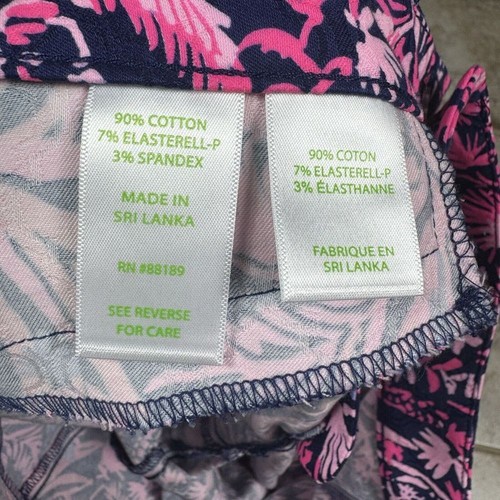 90% COTTON
7% ELASTERELL-P
3% SPANDEX
MADE IN
SRI LANKA
RN #88189
SEE REVERSE
FOR CARE
90% COTON
7% ELASTERELL-P
3% ÉLASTHANNE
FABRIQUE EN
SRI LANKA